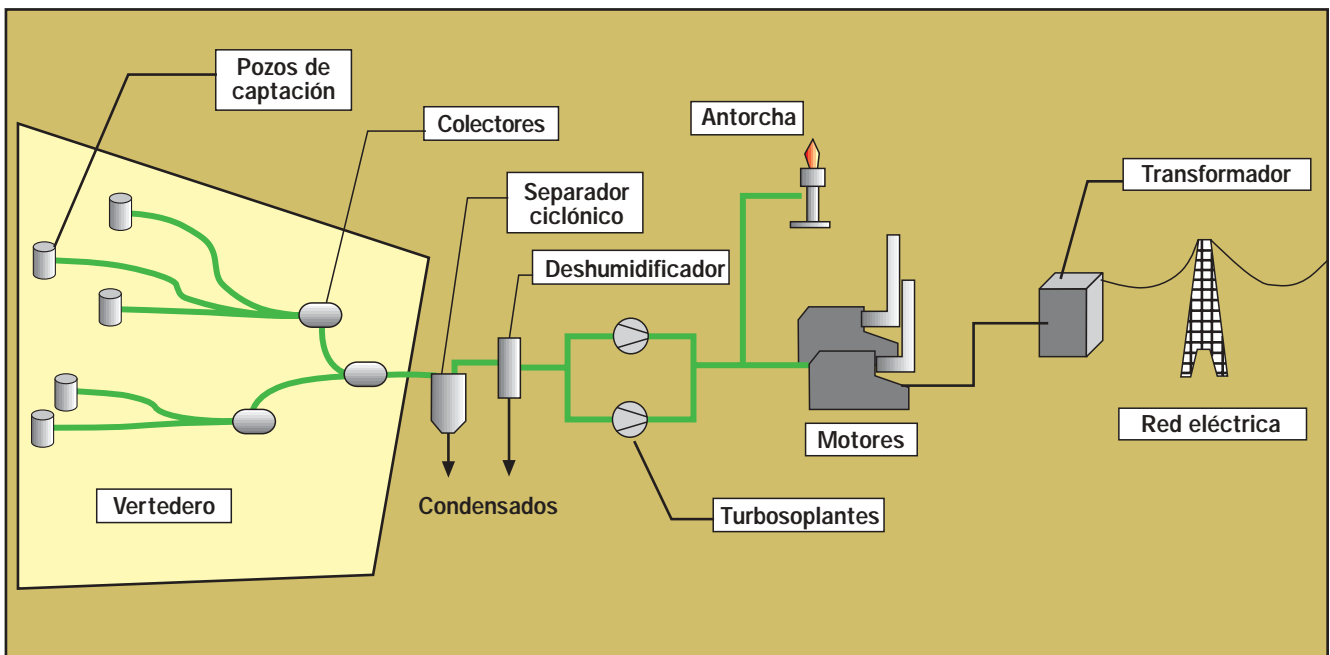 Pozos de
captación
Colectores
Antorcha
Transformador
Separador
ciclónico
Deshumidificador
Motores
Red eléctrica
Vertedero
Condensados
Turbosoplantes